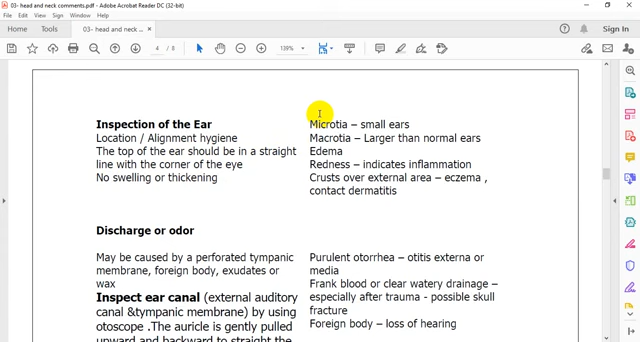 03- head and neck comments.pdf - Adobe Acrobat Reader DC (32-bit)
File Edit View Sign Window Help
Home Tools 03- head and neck ... × Sign In
4 / 8 139%
Inspection of the Ear
Location / Alignment hygiene
The top of the ear should be in a straight
line with the corner of the eye
No swelling or thickening
Microtia – small ears
Macrotia – Larger than normal ears
Edema
Redness – indicates inflammation
Crusts over external area – eczema ,
contact dermatitis
Discharge or odor
May be caused by a perforated tympanic
membrane, foreign body, exudates or
wax
Inspect ear canal (external auditory
canal &tympanic membrane) by using
otoscope .The auricle is gently pulled
upward and backward to straight the
Purulent otorrhea – otitis externa or
media
Frank blood or clear watery drainage –
especially after trauma - possible skull
fracture
Foreign body – loss of hearing